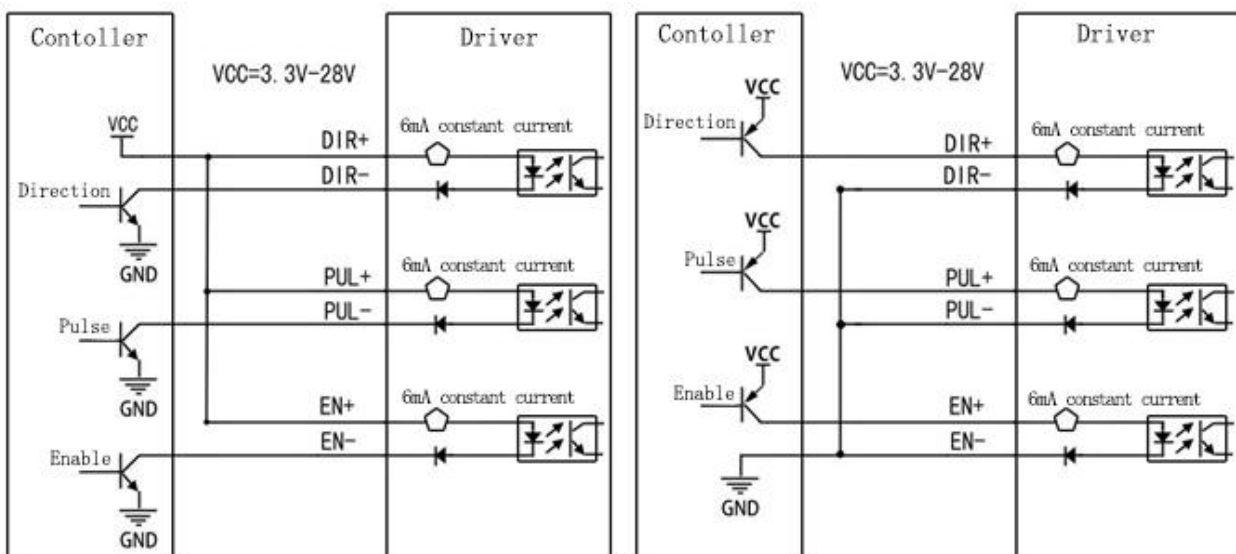 Contoller
Driver
VCC=3.3V-28V
VCC
6mA constant current
DIR+
DIR-
Direction
GND
6mA constant current
PUL+
PUL-
Pulse
GND
6mA constant current
EN+
EN-
Enable
GND
Contoller
Driver
VCC=3.3V-28V
VCC
Direction
6mA constant current
DIR+
DIR-
VCC
Pulse
6mA constant current
PUL+
PUL-
VCC
Enable
6mA constant current
EN+
EN-
GND